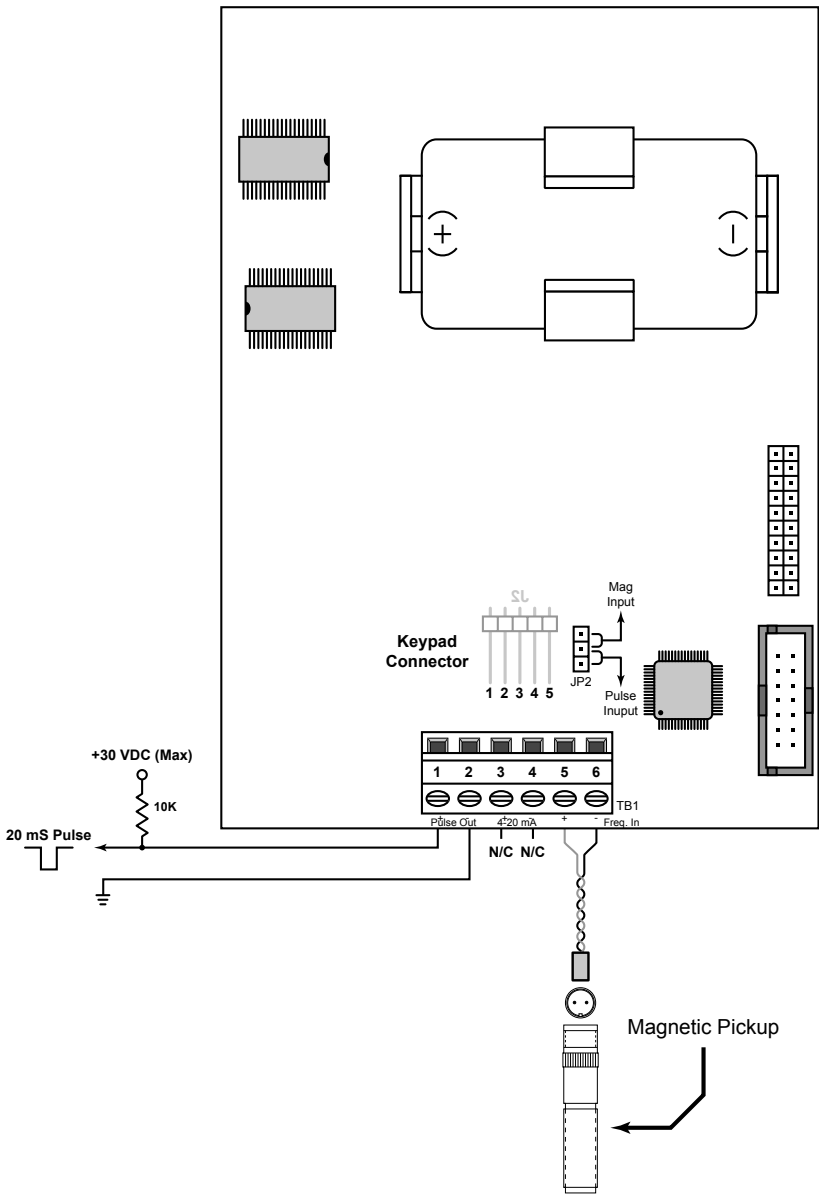 (+)
(−)
J2
Mag
Input
Keypad
Connector
JP2
1 2 3 4 5
Pulse
Inuput
+30 VDC (Max)
10K
20 mS Pulse
1 2 3 4 5 6
TB1
+ - + - + -
Pulse Out 4-20 mA Freq. In
N/C N/C
Magnetic Pickup